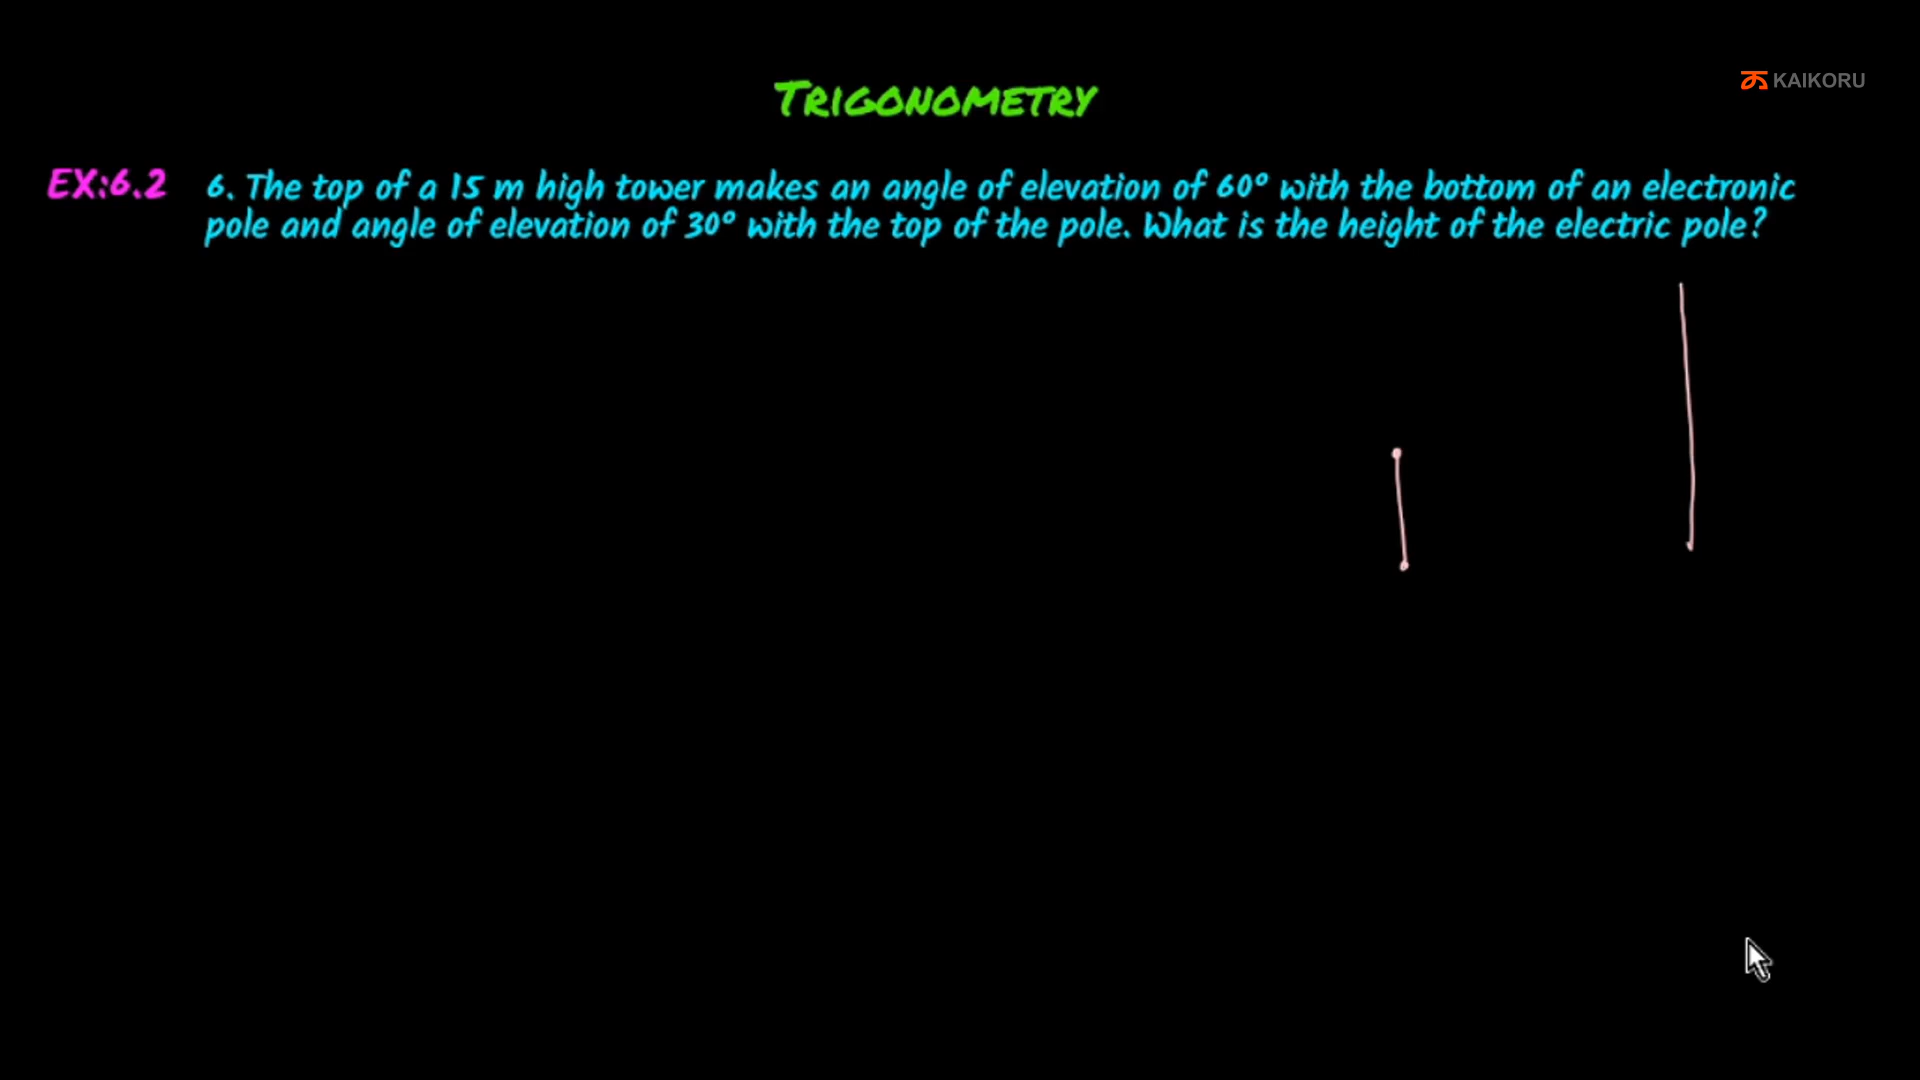 TRIGONOMETRY
KAIKORU
EX:6.2 6. The top of a 15 m high tower makes an angle of elevation of 60° with the bottom of an electronic
pole and angle of elevation of 30° with the top of the pole. What is the height of the electric pole?